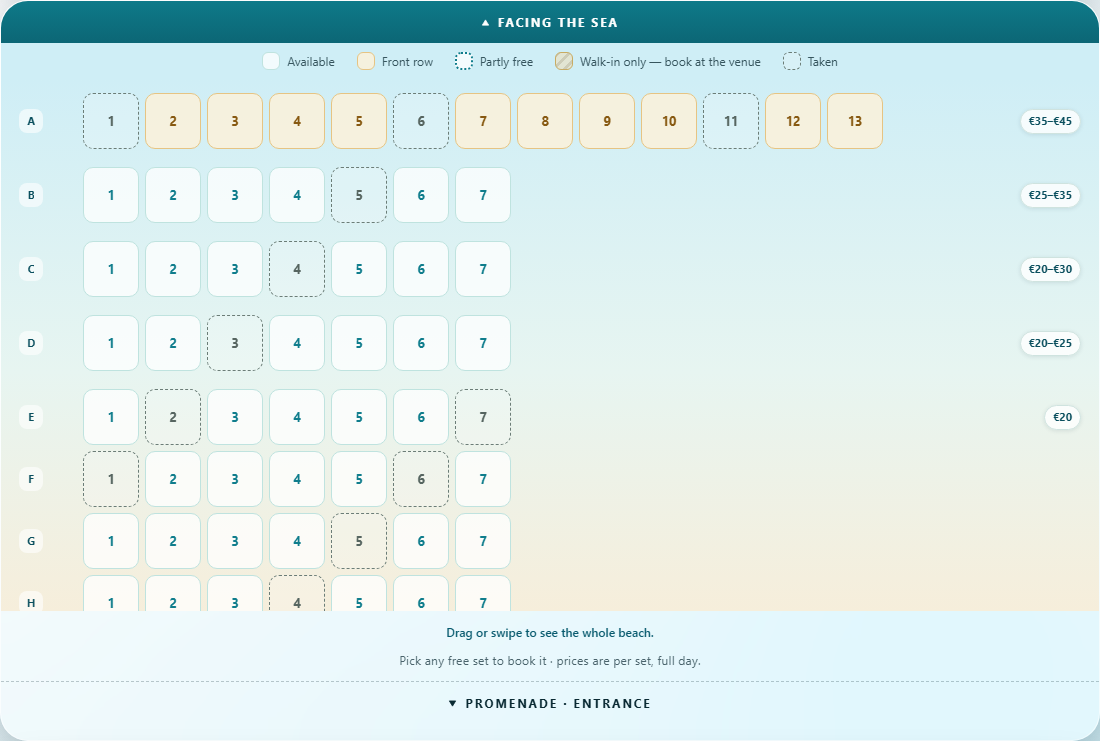 ▲ FACING THE SEA
Available Front row Partly free Walk-in only — book at the venue Taken
A 1 2 3 4 5 6 7 8 9 10 11 12 13 €35–€45
B 1 2 3 4 5 6 7 €25–€35
C 1 2 3 4 5 6 7 €20–€30
D 1 2 3 4 5 6 7 €20–€25
E 1 2 3 4 5 6 7 €20
F 1 2 3 4 5 6 7
G 1 2 3 4 5 6 7
H 1 2 3 4 5 6 7
Drag or swipe to see the whole beach.
Pick any free set to book it · prices are per set, full day.
▼ PROMENADE · ENTRANCE